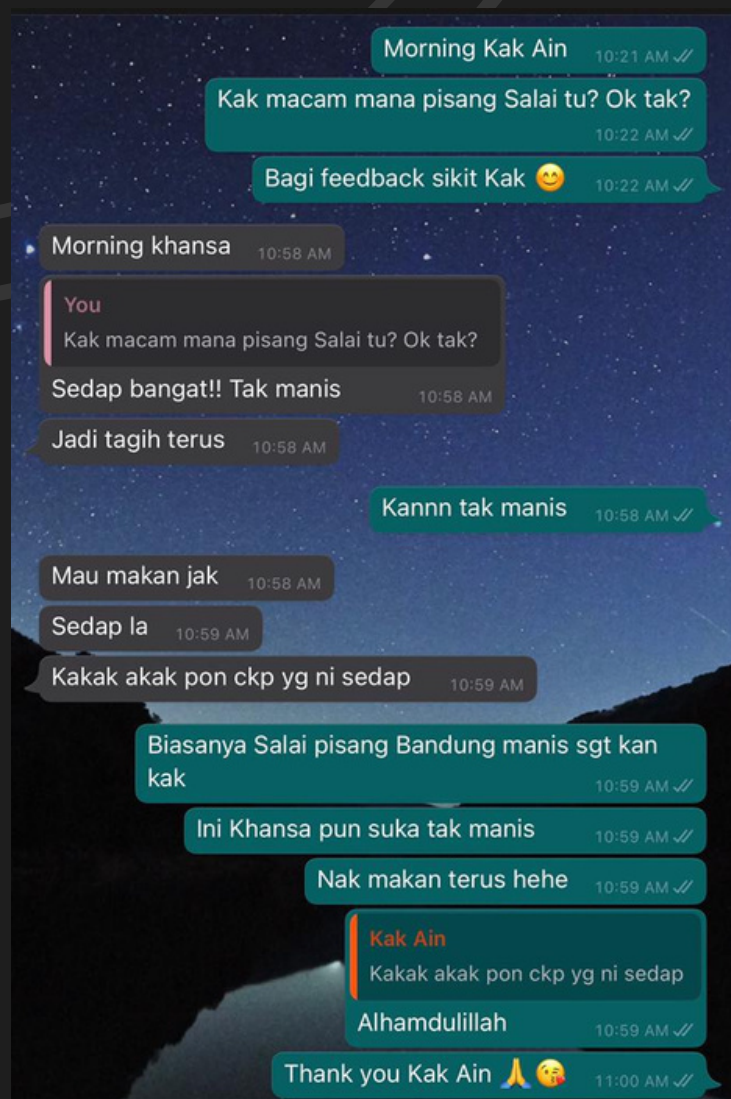 Morning Kak Ain 10:21 AM
Kak macam mana pisang Salai tu? Ok tak?
10:22 AM
Bagi feedback sikit Kak 😊 10:22 AM
Morning khansa 10:58 AM
You
Kak macam mana pisang Salai tu? Ok tak?
Sedap bangat!! Tak manis 10:58 AM
Jadi tagih terus 10:58 AM
Kannn tak manis 10:58 AM
Mau makan jak 10:58 AM
Sedap la 10:59 AM
Kakak akak pon ckp yg ni sedap 10:59 AM
Biasanya Salai pisang Bandung manis sgt kan
kak 10:59 AM
Ini Khansa pun suka tak manis 10:59 AM
Nak makan terus hehe 10:59 AM
Kak Ain
Kakak akak pon ckp yg ni sedap
Alhamdulillah 10:59 AM
Thank you Kak Ain 🙏😘 11:00 AM